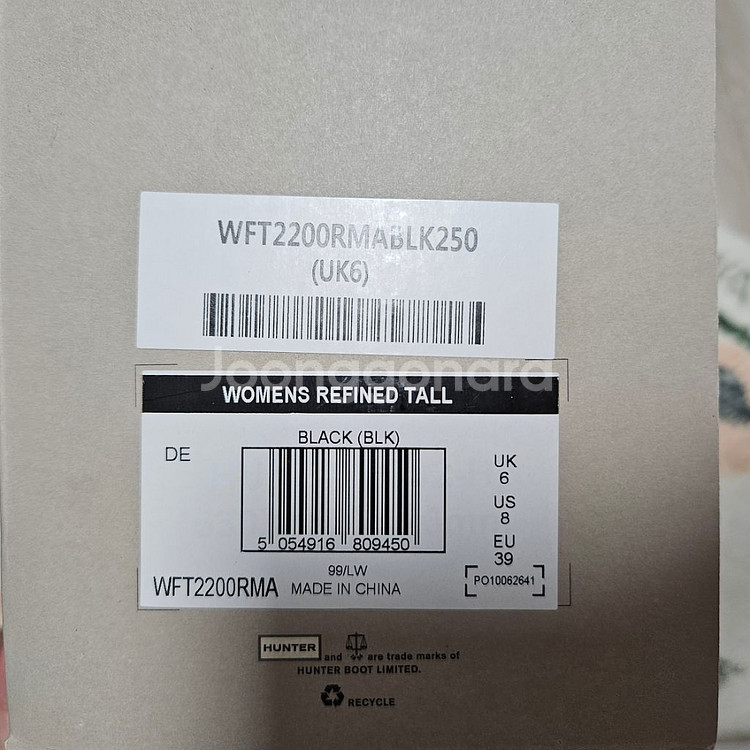 WFT2200RMABLK250
(UK6)
Joonggonara
WOMENS REFINED TALL
BLACK (BLK)
DE
5 054916 809450
UK
6
US
8
EU
39
99/LW
WFT2200RMA MADE IN CHINA
PO10062641
HUNTER and are trade marks of
HUNTER BOOT LIMITED.
RECYCLE